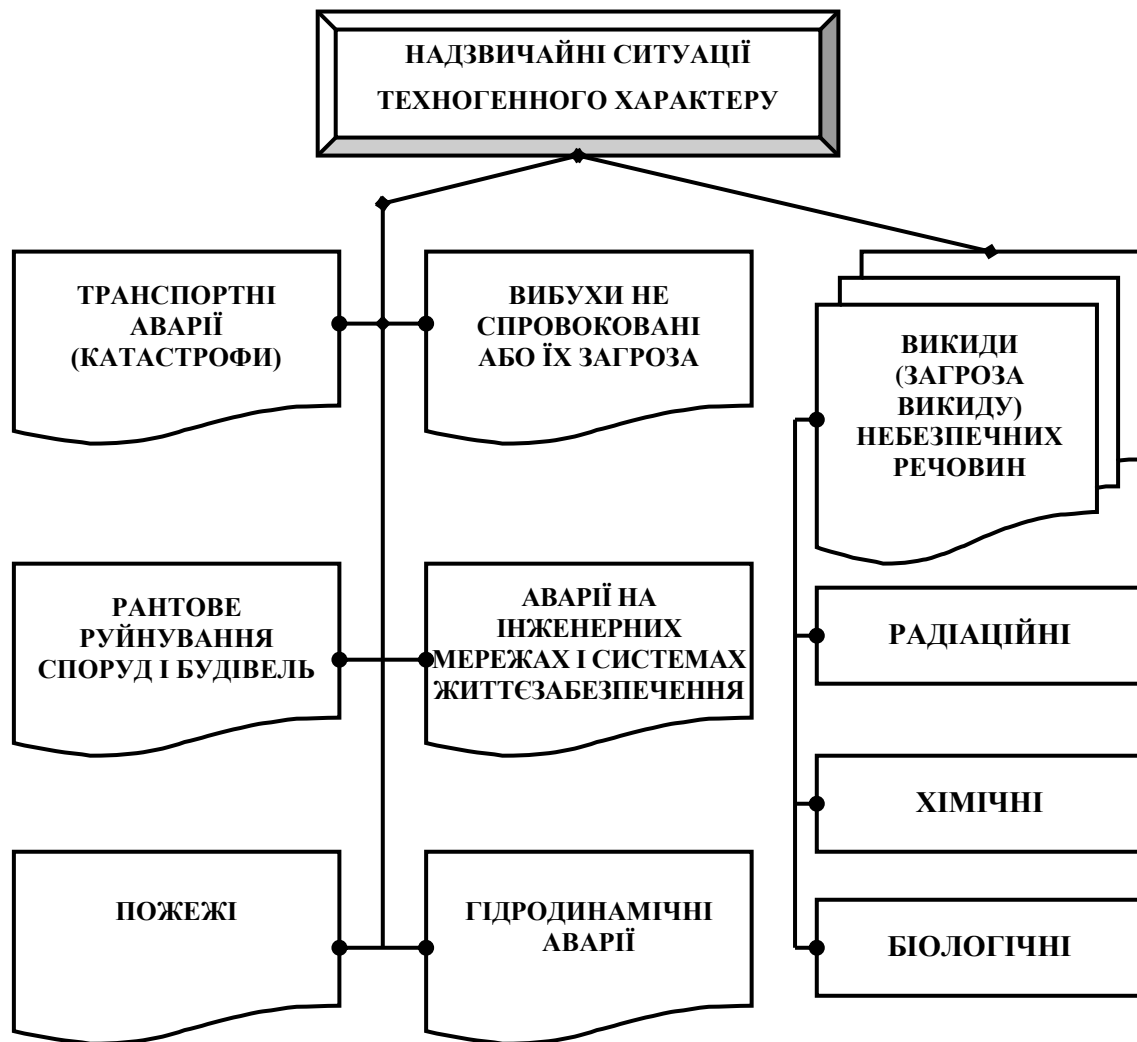 НАДЗВИЧАЙНІ СИТУАЦІЇ
ТЕХНОГЕННОГО ХАРАКТЕРУ
ТРАНСПОРТНІ
АВАРІЇ
(КАТАСТРОФИ)
ВИБУХИ НЕ
СПРОВОКОВАНІ
АБО ЇХ ЗАГРОЗА
ВИКИДИ
(ЗАГРОЗА
ВИКИДУ)
НЕБЕЗПЕЧНИХ
РЕЧОВИН
РАНТОВЕ
РУЙНУВАННЯ
СПОРУД І БУДІВЕЛЬ
АВАРІЇ НА
ІНЖЕНЕРНИХ
МЕРЕЖАХ І СИСТЕМАХ
ЖИТТЄЗАБЕЗПЕЧЕННЯ
РАДІАЦІЙНІ
ХІМІЧНІ
ПОЖЕЖІ
ГІДРОДИНАМІЧНІ
АВАРІЇ
БІОЛОГІЧНІ